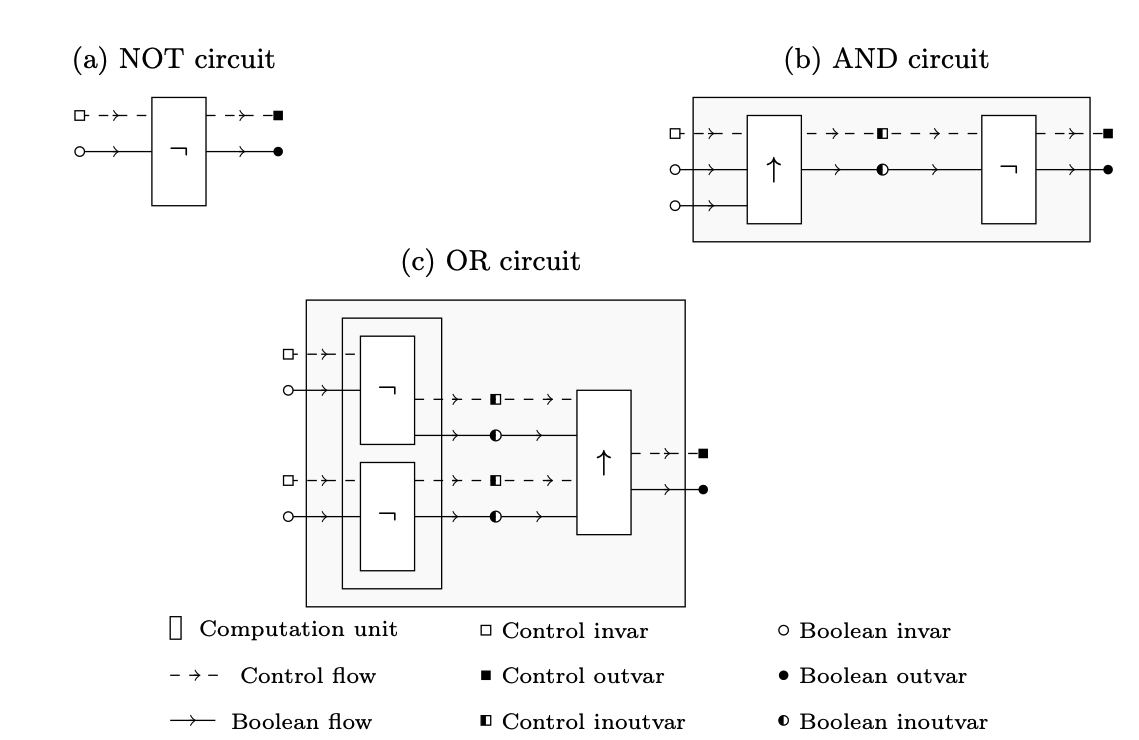 (a) NOT circuit
¬
(b) AND circuit
↑ ¬
(c) OR circuit
¬
↑
¬
Computation unit
Control invar
Boolean invar
Control flow
Control outvar
Boolean outvar
Boolean flow
Control inoutvar
Boolean inoutvar